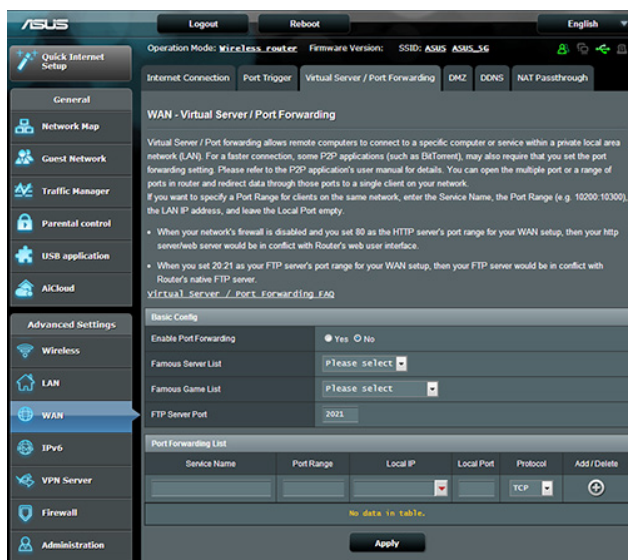 ASUS
Logout
Reboot
English
Quick Internet
Setup
Operation Mode: Wireless router Firmware Version: SSID: ASUS ASUS_5G
Internet Connection
Port Trigger
Virtual Server / Port Forwarding
DMZ
DDNS
NAT Passthrough
General
Network Map
Guest Network
Traffic Manager
Parental control
USB application
AiCloud
Advanced Settings
Wireless
LAN
WAN
IPv6
VPN Server
Firewall
Administration
WAN - Virtual Server / Port Forwarding
Virtual Server / Port forwarding allows remote computers to connect to a specific computer or service within a private local area
network (LAN). For a faster connection, some P2P applications (such as BitTorrent), may also require that you set the port
forwarding setting. Please refer to the P2P application's user manual for details. You can open the multiple port or a range of
ports in router and redirect data through those ports to a single client on your network.
If you want to specify a Port Range for clients on the same network, enter the Service Name, the Port Range (e.g. 10200:10300),
the LAN IP address, and leave the Local Port empty.
• When your network's firewall is disabled and you set 80 as the HTTP server's port range for your WAN setup, then your http
server/web server would be in conflict with Router's web user interface.
• When you set 20:21 as your FTP server's port range for your WAN setup, then your FTP server would be in conflict with
Router's native FTP server.
Virtual Server / Port Forwarding FAQ
Basic Config
Enable Port Forwarding
Yes No
Famous Server List
Please select
Famous Game List
Please select
FTP Server Port
2021
Port Forwarding List
Service Name
Port Range
Local IP
Local Port
Protocol
Add / Delete
TCP
No data in table.
Apply